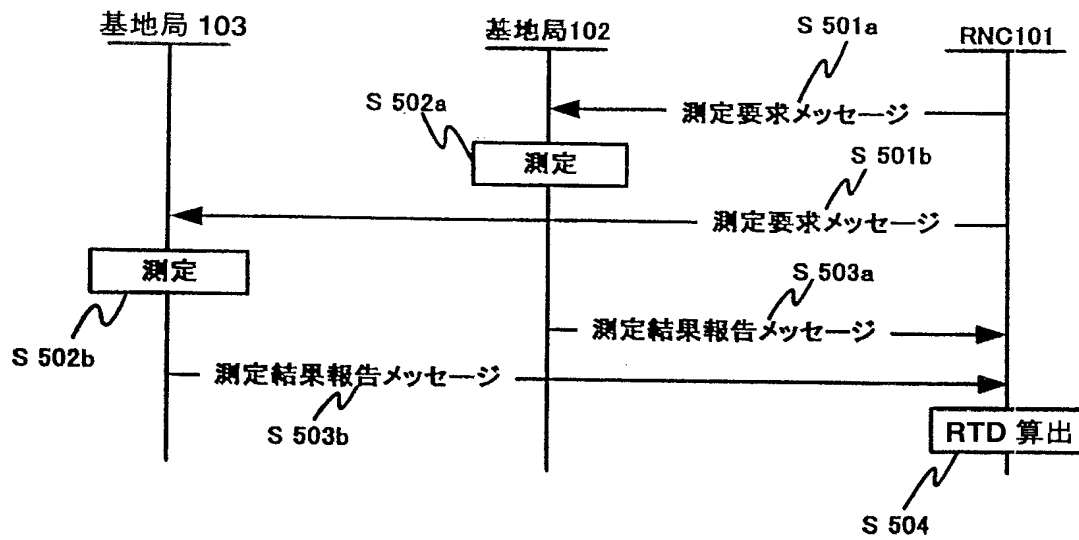 基地局 103
基地局102
RNC101
S 501a
測定要求メッセージ
S 502a
測定
S 501b
測定要求メッセージ
測定
S 502b
S 503a
測定結果報告メッセージ
測定結果報告メッセージ
S 503b
RTD 算出
S 504